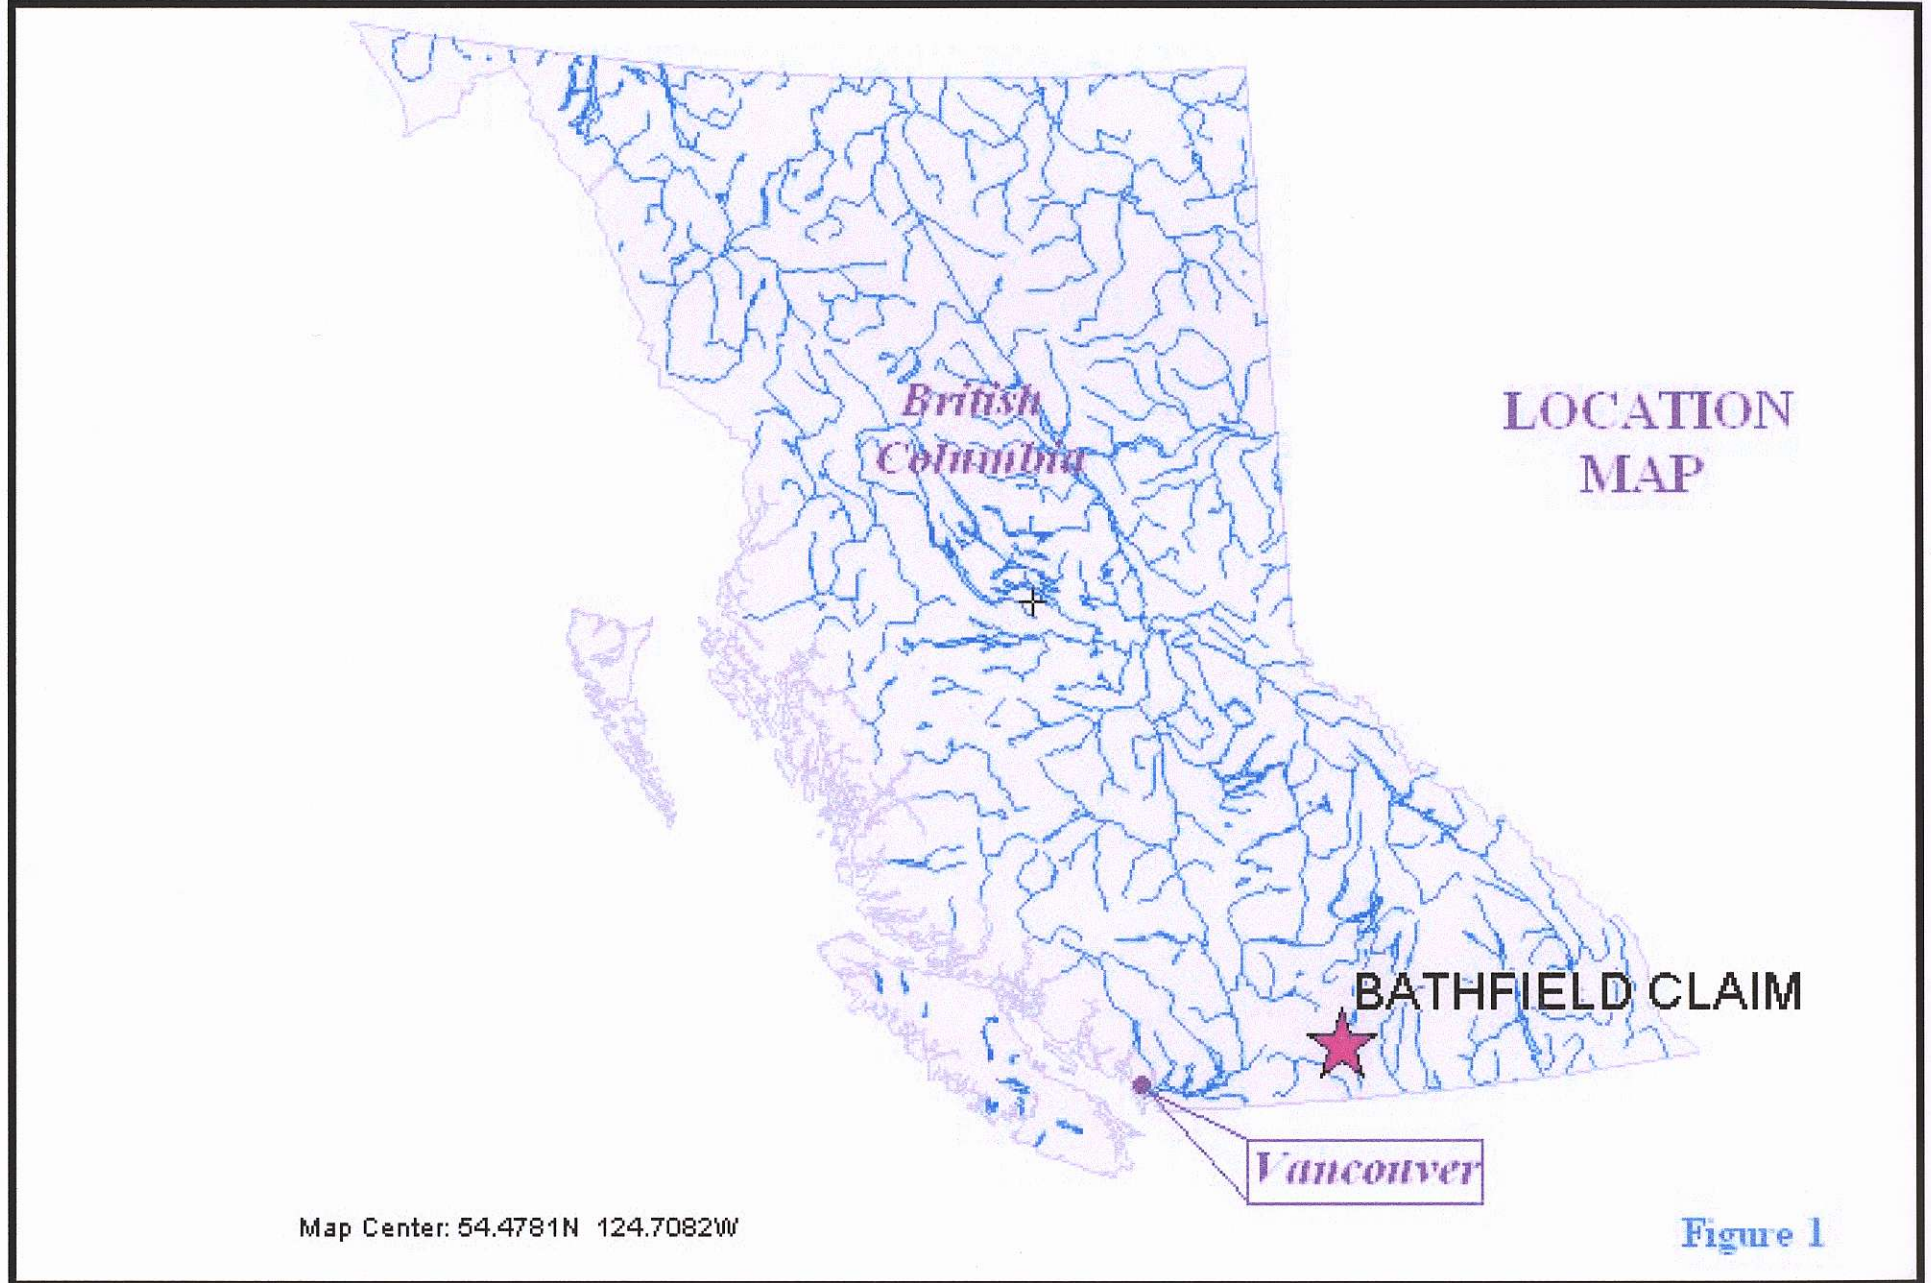 British
Columbia
LOCATION
MAP
BATHFIELD CLAIM
Vancouver
Map Center: 54.4781N 124.7082W
Figure 1